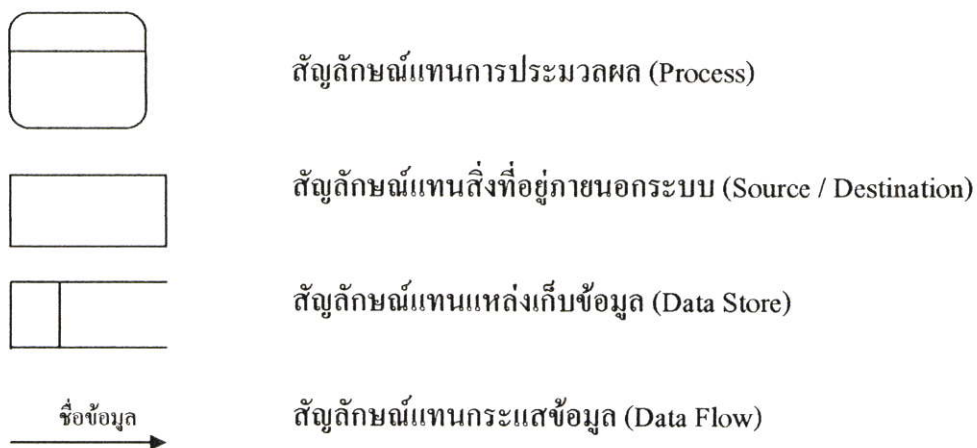 สัญลักษณ์แทนการประมวลผล (Process)
สัญลักษณ์แทนสิ่งที่อยู่ภายนอกระบบ (Source / Destination)
สัญลักษณ์แทนแหล่งเก็บข้อมูล (Data Store)
ชื่อข้อมูล
สัญลักษณ์แทนกระแสข้อมูล (Data Flow)